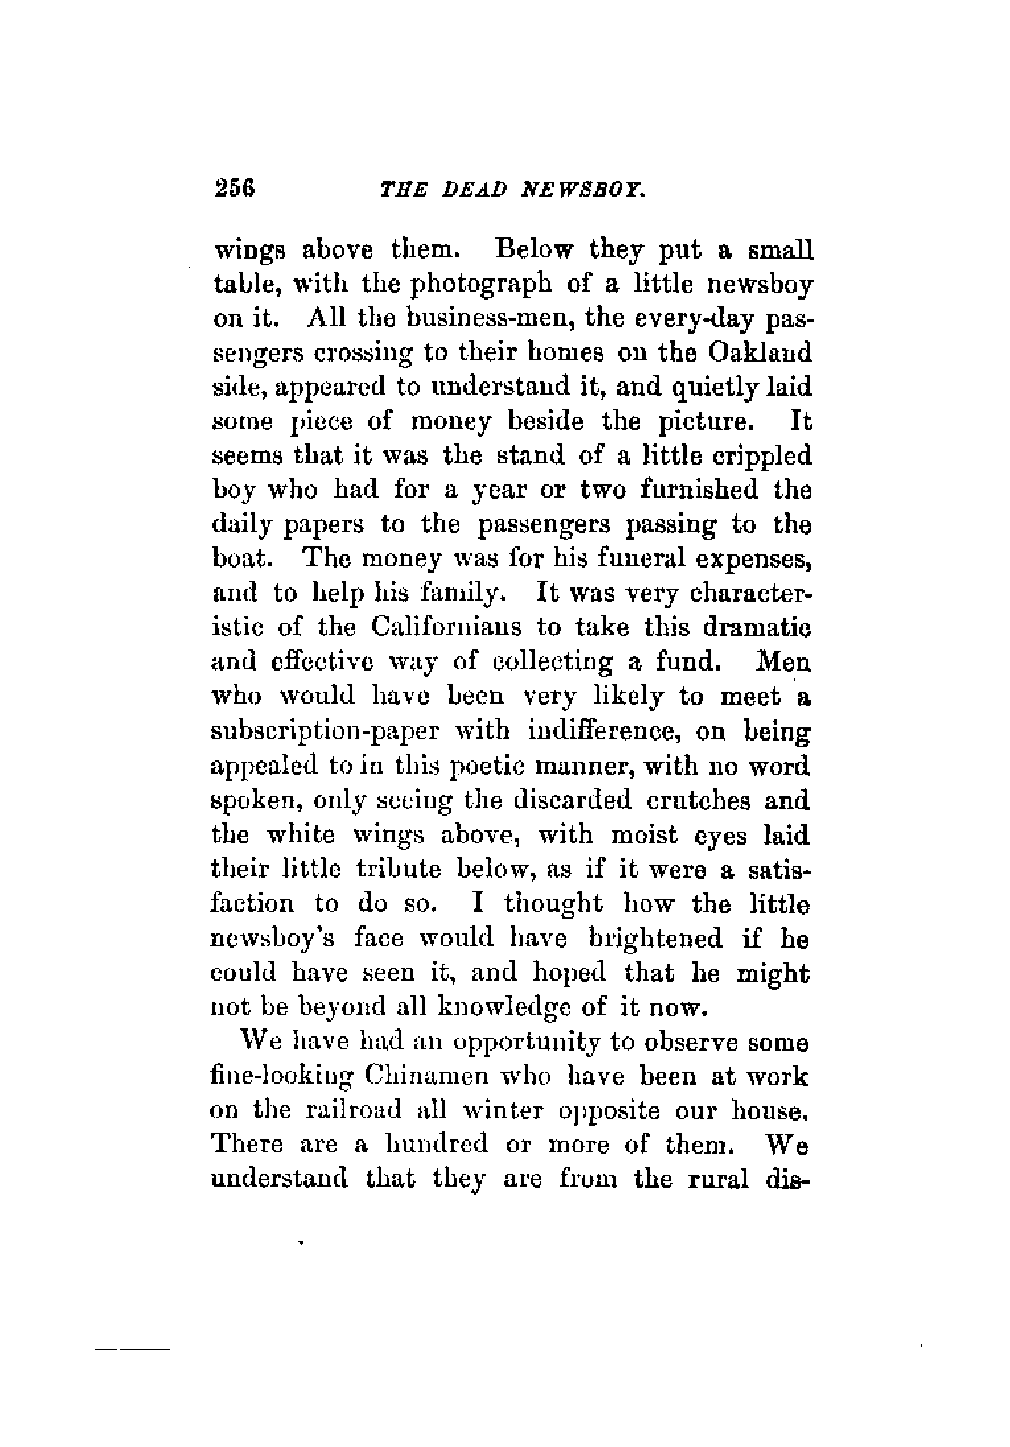 256 THE DEAD NEWSBOY.
wings above them. Below they put a small
table, with the photograph of a little newsboy
on it. All the business-men, the every-day pas-
sengers crossing to their homes on the Oakland
side, appeared to understand it, and quietly laid
some piece of money beside the picture. It
seems that it was the stand of a little crippled
boy who had for a year or two furnished the
daily papers to the passengers passing to the
boat. The money was for his funeral expenses,
and to help his family. It was very character-
istic of the Californians to take this dramatic
and effective way of collecting a fund. Men
who would have been very likely to meet a
subscription-paper with indifference, on being
appealed to in this poetic manner, with no word
spoken, only seeing the discarded crutches and
the white wings above, with moist eyes laid
their little tribute below, as if it were a satis-
faction to do so. I thought how the little
newsboy's face would have brightened if he
could have seen it, and hoped that he might
not be beyond all knowledge of it now.
We have had an opportunity to observe some
fine-looking Chinamen who have been at work
on the railroad all winter opposite our house.
There are a hundred or more of them. We
understand that they are from the rural dis-